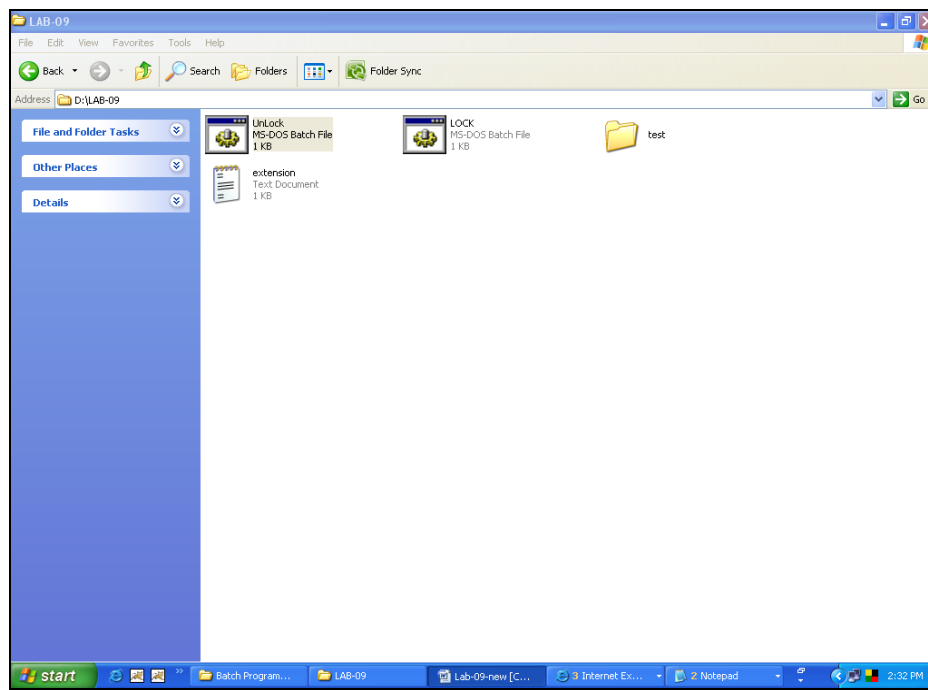 LAB-09
File Edit View Favorites Tools Help
Back Search Folders Folder Sync
Address D:\LAB-09 Go
File and Folder Tasks
Other Places
Details
UnLock
MS-DOS Batch File
1 KB
LOCK
MS-DOS Batch File
1 KB
test
extension
Text Document
1 KB
start Batch Program... LAB-09 Lab-09-new [C... 3 Internet Ex... 2 Notepad 2:32 PM